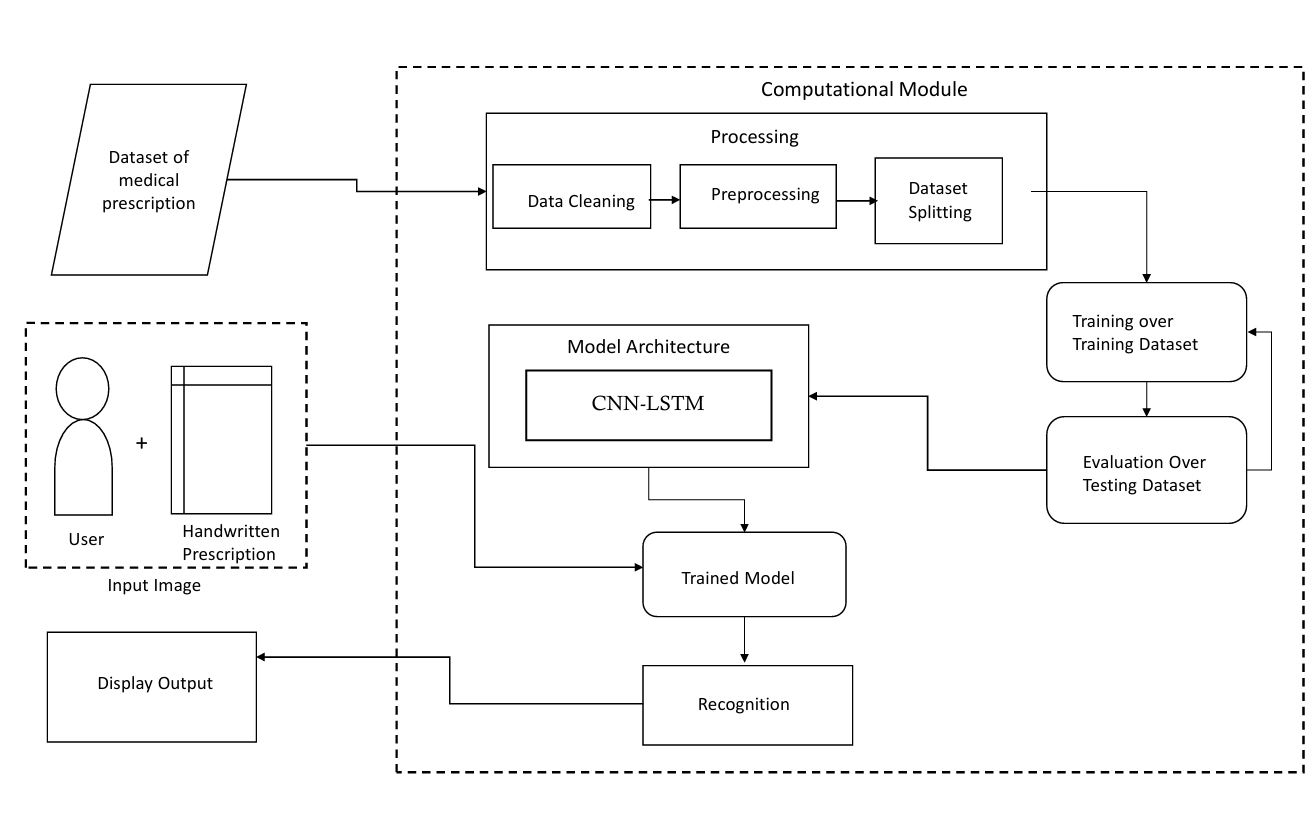 Computational Module
Dataset of
medical
prescription
Processing
Data Cleaning
Preprocessing
Dataset
Splitting
Training over
Training Dataset
Evaluation Over
Testing Dataset
Model Architecture
CNN-LSTM
+
User
Handwritten
Prescription
Input Image
Trained Model
Recognition
Display Output